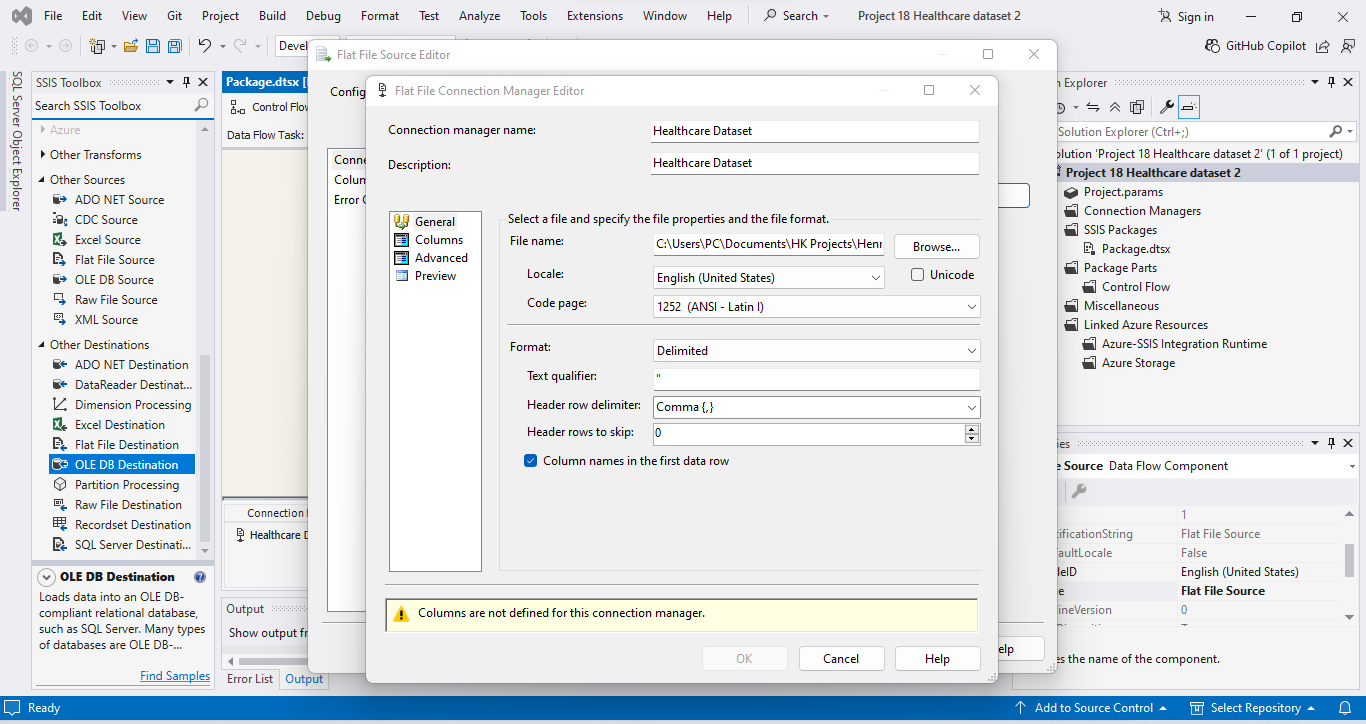 File Edit View Git Project Build Debug Format Test Analyze Tools Extensions Window Help Search Project 18 Healthcare dataset 2 Sign in
GitHub Copilot
SQL Server Object Explorer
SSIS Toolbox
Search SSIS Toolbox
Azure
Other Transforms
Other Sources
ADO NET Source
CDC Source
Excel Source
Flat File Source
OLE DB Source
Raw File Source
XML Source
Other Destinations
ADO NET Destination
DataReader Destinat...
Dimension Processing
Excel Destination
Flat File Destination
OLE DB Destination
Partition Processing
Raw File Destination
Recordset Destination
SQL Server Destinati...
OLE DB Destination
Loads data into an OLE DB-
compliant relational database,
such as SQL Server. Many types
of databases are OLE DB-...
Find Samples
Package.dtsx [
Control Flo
Data Flow Task:
Connection
Healthcare D
Output
Show output fr
Error List Output
Flat File Source Editor
Config
Conne
Colum
Error C
elp
Flat File Connection Manager Editor
Connection manager name: Healthcare Dataset
Description: Healthcare Dataset
General
Columns
Advanced
Preview
Select a file and specify the file properties and the file format.
File name: C:\Users\PC\Documents\HK Projects\Henr Browse...
Locale: English (United States) Unicode
Code page: 1252 (ANSI - Latin I)
Format: Delimited
Text qualifier: "
Header row delimiter: Comma {,}
Header rows to skip: 0
Column names in the first data row
Columns are not defined for this connection manager.
OK Cancel Help
n Explorer
Solution Explorer (Ctrl+;)
olution 'Project 18 Healthcare dataset 2' (1 of 1 project)
Project 18 Healthcare dataset 2
Project.params
Connection Managers
SSIS Packages
Package.dtsx
Package Parts
Control Flow
Miscellaneous
Linked Azure Resources
Azure-SSIS Integration Runtime
Azure Storage
ies
e Source Data Flow Component
1
tificationString Flat File Source
aultLocale False
leID English (United States)
e Flat File Source
ineVersion 0
es the name of the component.
Ready Add to Source Control Select Repository